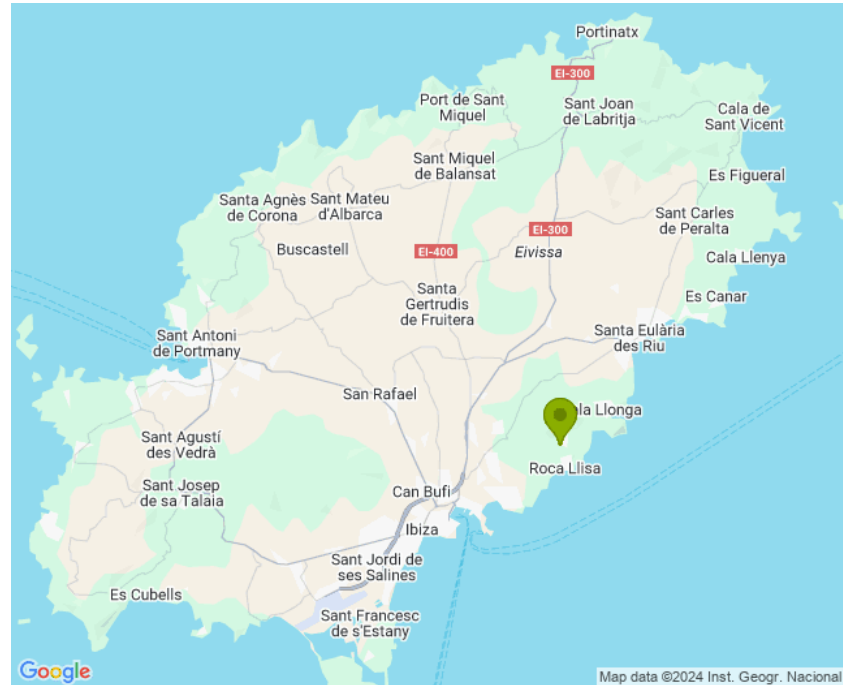 Portinatx
EI-300
Port de Sant
Miquel
Sant Joan
de Labritja
Cala de
Sant Vicent
Sant Miquel
de Balansat
Es Figueral
Santa Agnès
de Corona
Sant Mateu
d'Albarca
Sant Carles
de Peralta
EI-300
Buscastell
EI-400
Eivissa
Cala Llenya
Santa
Gertrudis
de Fruitera
Es Canar
Sant Antoni
de Portmany
Santa Eulària
des Riu
San Rafael
ala Llonga
Sant Agustí
des Vedrà
Roca Llisa
Sant Josep
de sa Talaia
Can Bufí
Ibiza
Sant Jordi de
ses Salines
Es Cubells
Sant Francesc
de s'Estany
Google
Map data ©2024 Inst. Geogr. Nacional